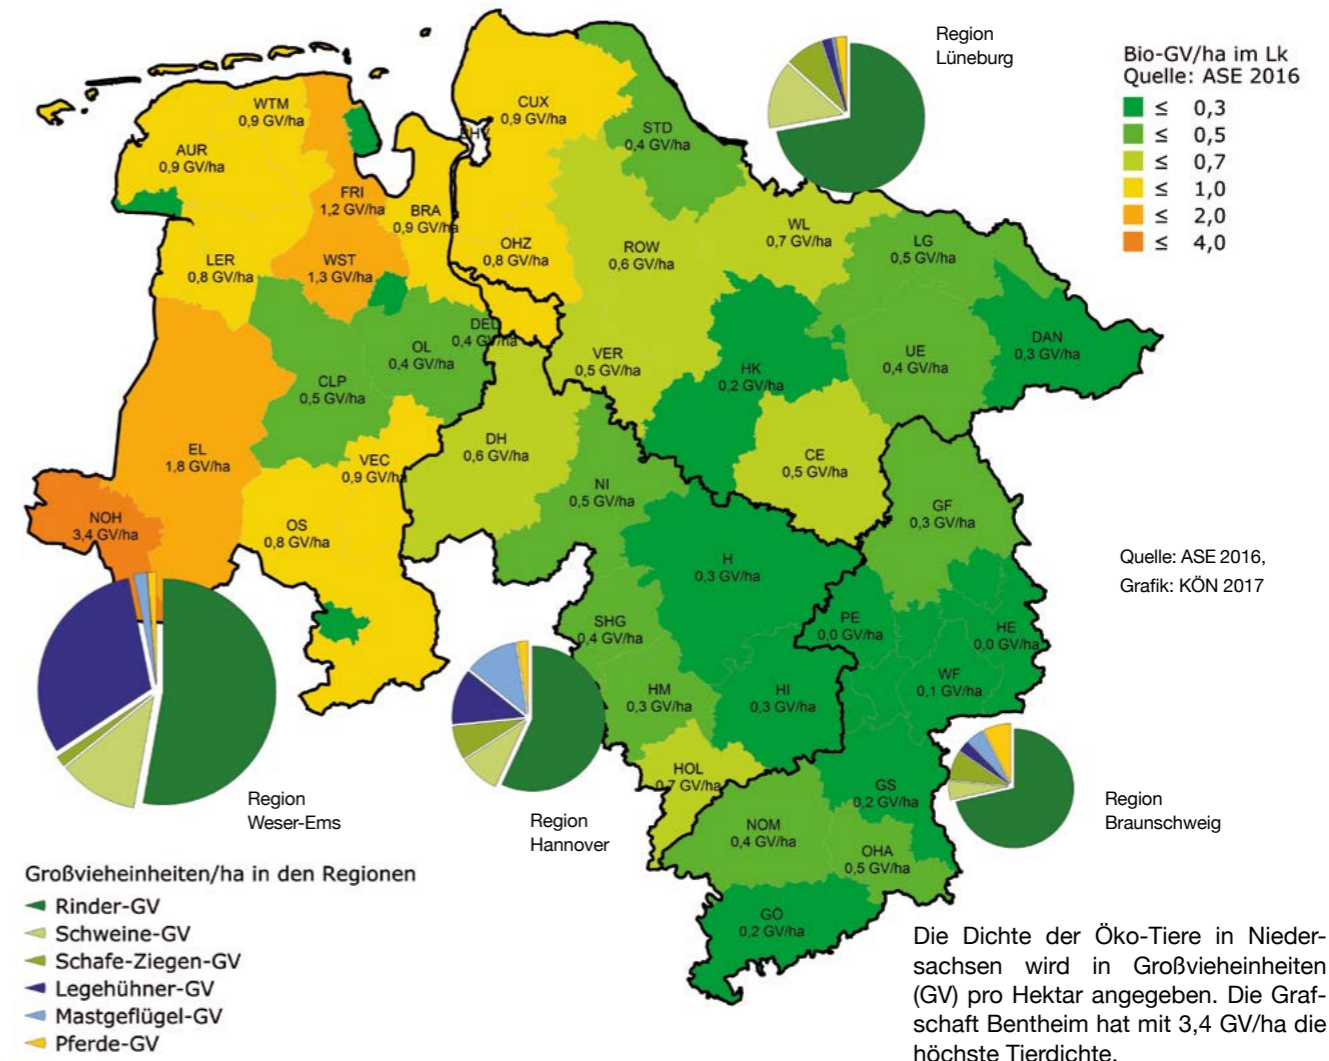 Region
Lüneburg
Bio-GV/ha im Lk
Quelle: ASE 2016
≤ 0,3
≤ 0,5
≤ 0,7
≤ 1,0
≤ 2,0
≤ 4,0
WTM
0,9 GV/ha
CUX
0,9 GV/ha
BHV
STD
0,4 GV/ha
AUR
0,9 GV/ha
FRI
1,2 GV/ha
BRA
0,9 GV/ha
WL
0,7 GV/ha
LG
0,5 GV/ha
OHZ
0,8 GV/ha
ROW
0,6 GV/ha
LER
0,8 GV/ha
WST
1,3 GV/ha
DEL
0,4 GV/ha
OL
0,4 GV/ha
VER
0,5 GV/ha
HK
0,2 GV/ha
UE
0,4 GV/ha
DAN
0,3 GV/ha
CLP
0,5 GV/ha
EL
1,8 GV/ha
VEC
0,9 GV/ha
DH
0,6 GV/ha
CE
0,5 GV/ha
NI
0,5 GV/ha
GF
0,3 GV/ha
NOH
3,4 GV/ha
OS
0,8 GV/ha
H
0,3 GV/ha
Quelle: ASE 2016,
Grafik: KÖN 2017
SHG
0,4 GV/ha
PE
0,0 GV/ha
HE
0,0 GV/ha
WF
0,1 GV/ha
HM
0,3 GV/ha
HI
0,3 GV/ha
HOL
0,7 GV/ha
GS
0,2 GV/ha
NOM
0,4 GV/ha
OHA
0,5 GV/ha
GÖ
0,2 GV/ha
Region
Weser-Ems
Region
Hannover
Region
Braunschweig
Großvieheinheiten/ha in den Regionen
Rinder-GV
Schweine-GV
Schafe-Ziegen-GV
Legehühner-GV
Mastgeflügel-GV
Pferde-GV
Die Dichte der Öko-Tiere in Nieder-
sachsen wird in Großvieheinheiten
(GV) pro Hektar angegeben. Die Graf-
schaft Bentheim hat mit 3,4 GV/ha die
höchste Tierdichte.